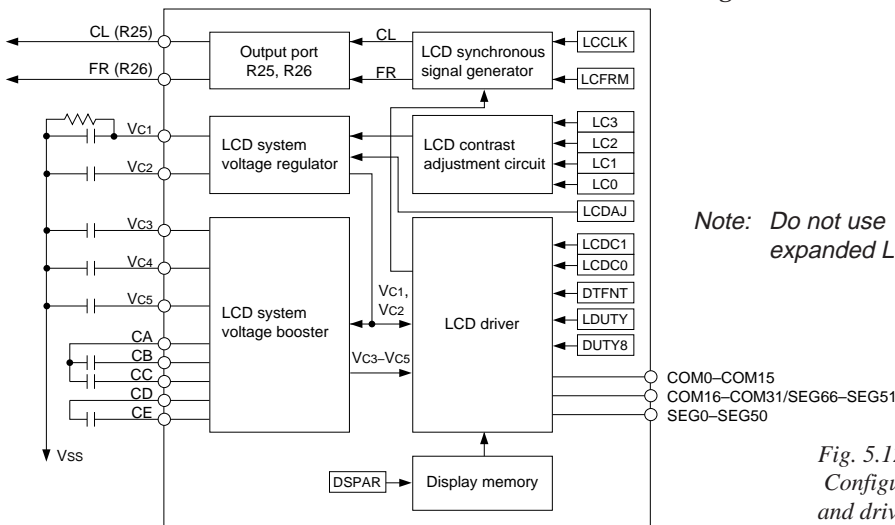 CL (R25)
FR (R26)
Output port
R25, R26
CL
FR
LCD synchronous
signal generator
LCCLK
LCFRM
VC1
VC2
LCD system
voltage regulator
LCD contrast
adjustment circuit
LC3
LC2
LC1
LC0
LCDAJ
Note: Do not use
expanded L
VC3
VC4
VC5
CA
CB
CC
CD
CE
VSS
LCD system
voltage booster
VC1,
VC2
VC3–VC5
LCD driver
LCDC1
LCDC0
DTFNT
LDUTY
DUTY8
COM0–COM15
COM16–COM31/SEG66–SEG51
SEG0–SEG50
DSPAR
Display memory
Fig. 5.1
Configu
and driv